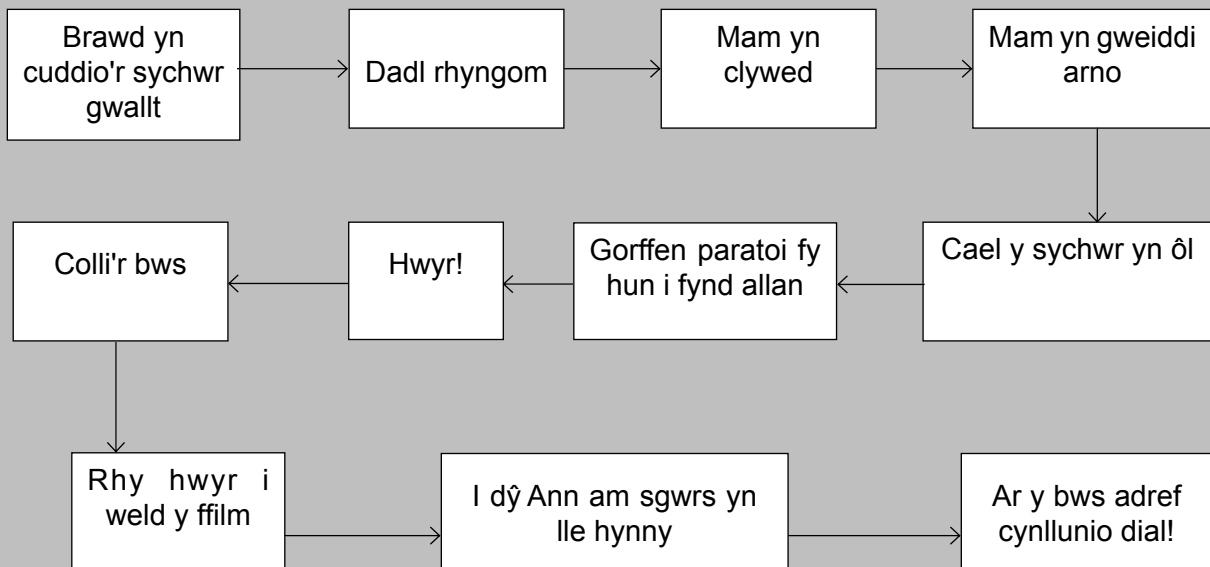 Brawd yn
cuddio'r sychwr
gwallt
Dadl rhyngom
Mam yn
clywed
Mam yn gweiddi
arno
Cael y sychwr yn ôl
Gorffen paratoi fy
hun i fynd allan
Hwyr!
Colli'r bws
Rhy hwyr i
weld y ffilm
I dŷ Ann am sgwrs yn
lle hynny
Ar y bws adref
cynllunio dial!